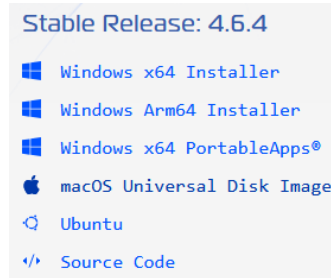 Stable Release: 4.6.4
Windows x64 Installer
Windows Arm64 Installer
Windows x64 PortableApps®
macOS Universal Disk Image
Ubuntu
Source Code